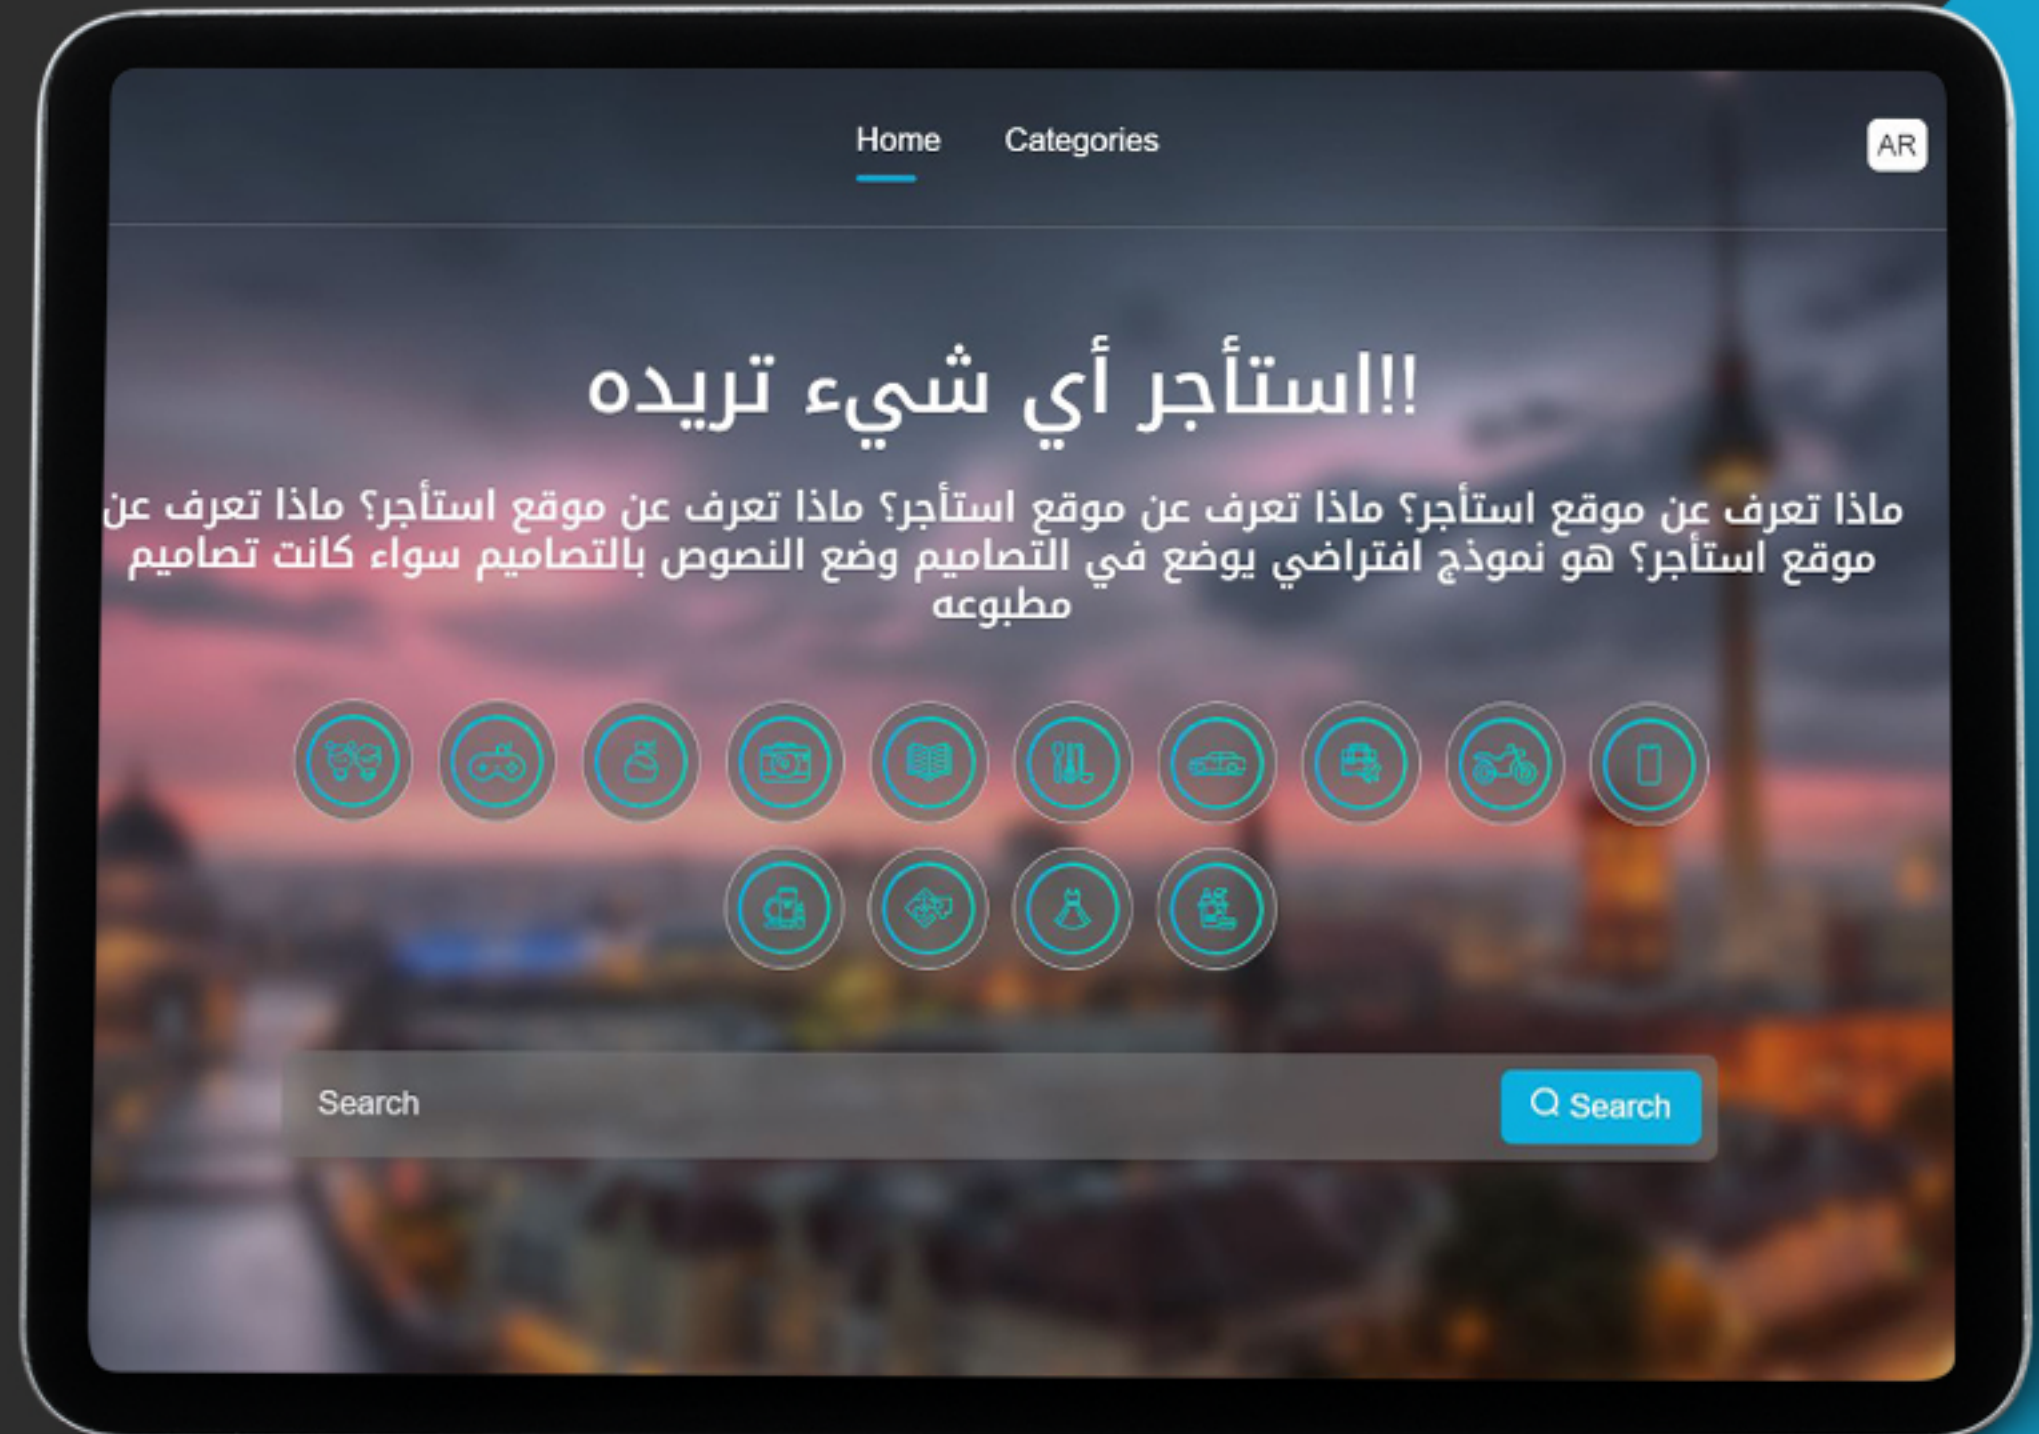 Home
Categories
AR
!!استأجر أي شيء تريده
ماذا تعرف عن موقع استأجر؟ ماذا تعرف عن موقع استأجر؟ ماذا تعرف عن موقع استأجر؟ ماذا تعرف عن
موقع استأجر؟ هو نموذج افتراضي يوضع في التصاميم وضع النصوص بالتصاميم سواء كانت تصاميم
مطبوعه
Search
Search